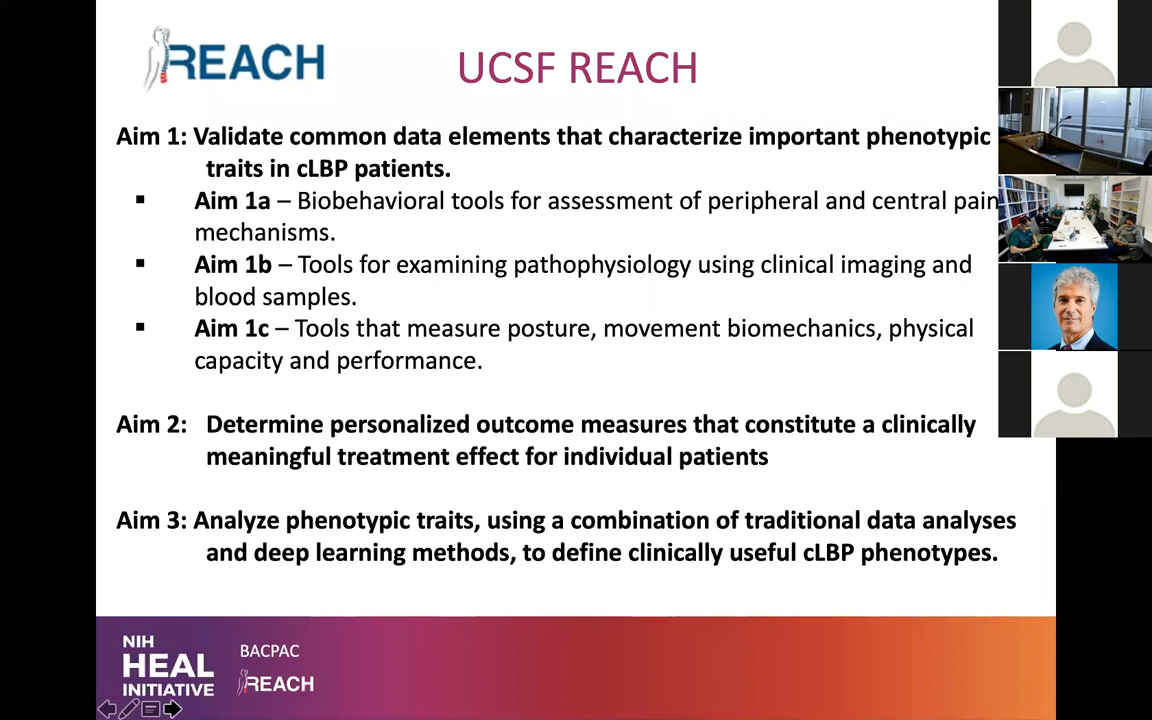 REACH
UCSF REACH
Aim 1: Validate common data elements that characterize important phenotypic
traits in cLBP patients.
▪ Aim 1a – Biobehavioral tools for assessment of peripheral and central pain
mechanisms.
▪ Aim 1b – Tools for examining pathophysiology using clinical imaging and
blood samples.
▪ Aim 1c – Tools that measure posture, movement biomechanics, physical
capacity and performance.
Aim 2: Determine personalized outcome measures that constitute a clinically
meaningful treatment effect for individual patients
Aim 3: Analyze phenotypic traits, using a combination of traditional data analyses
and deep learning methods, to define clinically useful cLBP phenotypes.
NIH
HEAL
INITIATIVE
BACPAC
REACH